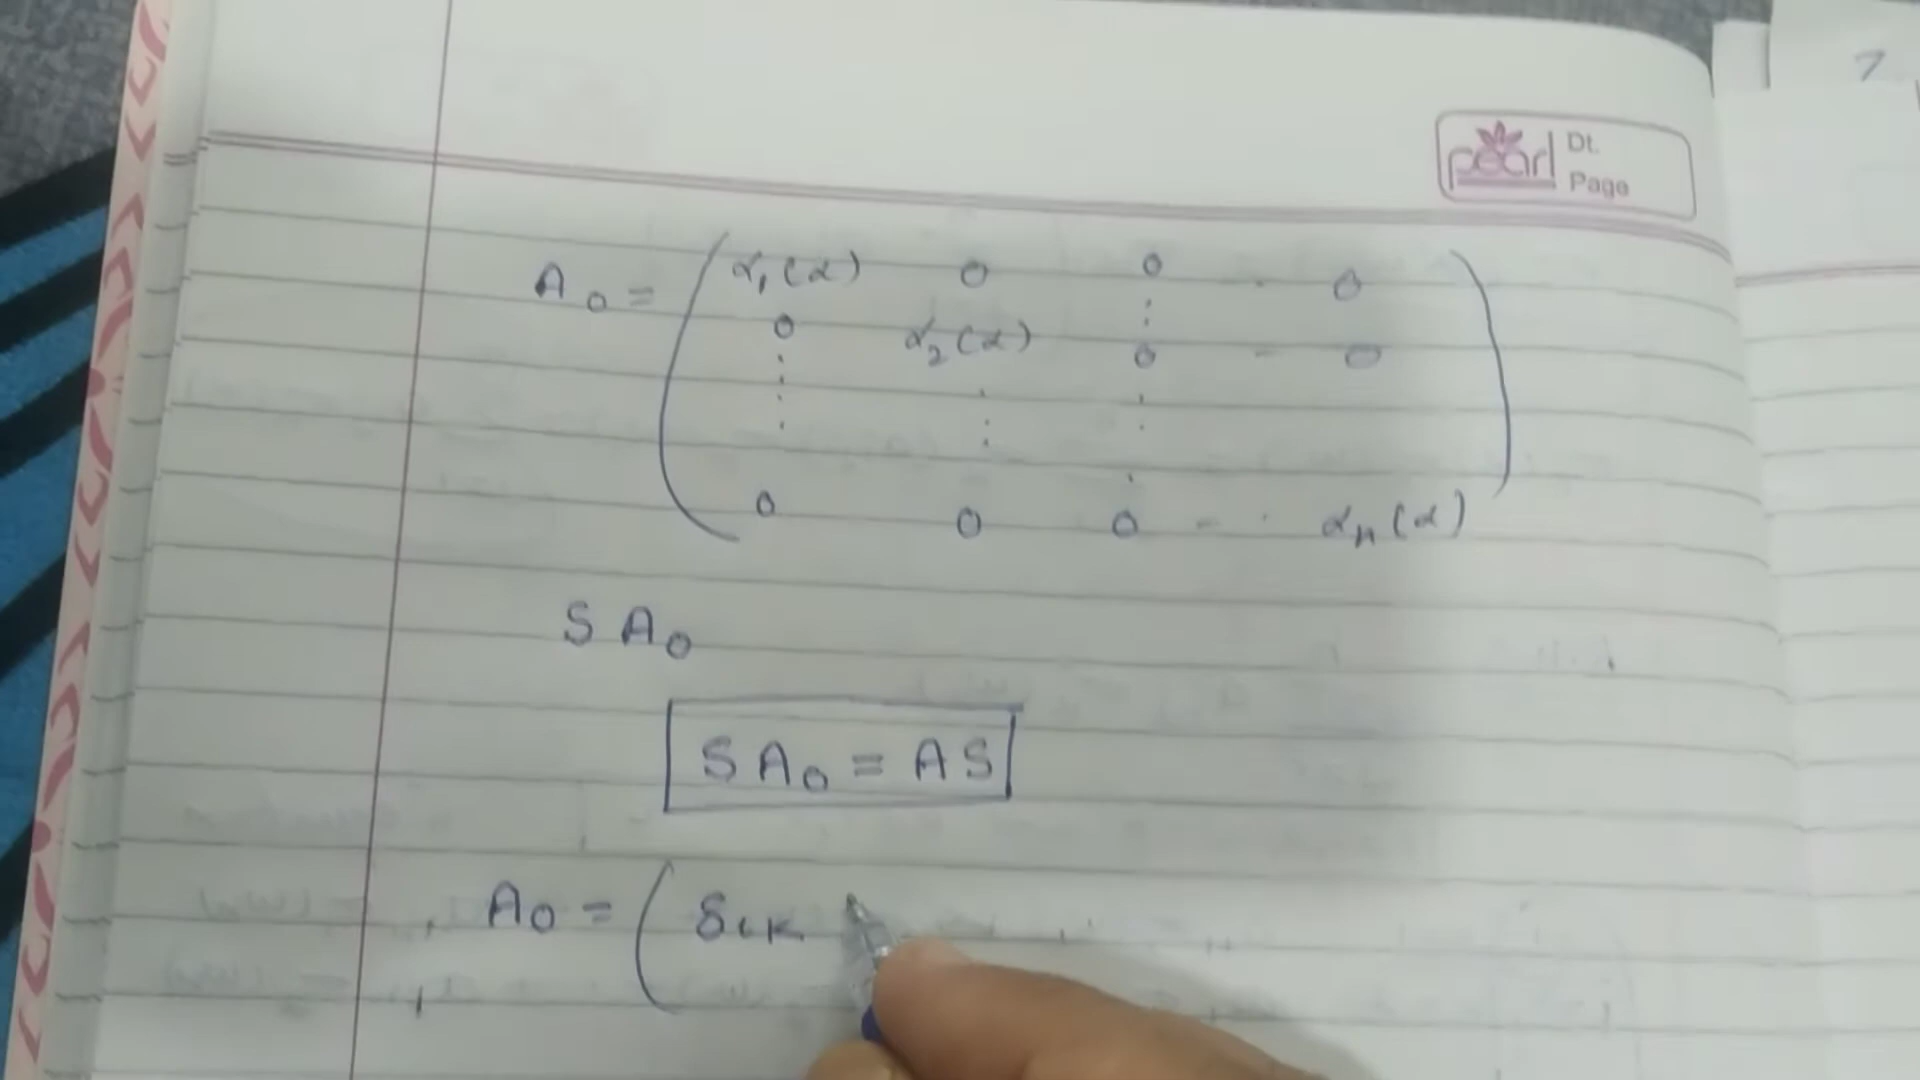 pearl Dt.
Page
7
A₀ = ( α₁(α) 0 0 . 0
0 α₂(α) 0 - 0
0 0 0 - . αₙ(α) )
S A₀
S A₀ = A S
A₀ = ( δᵢₖ